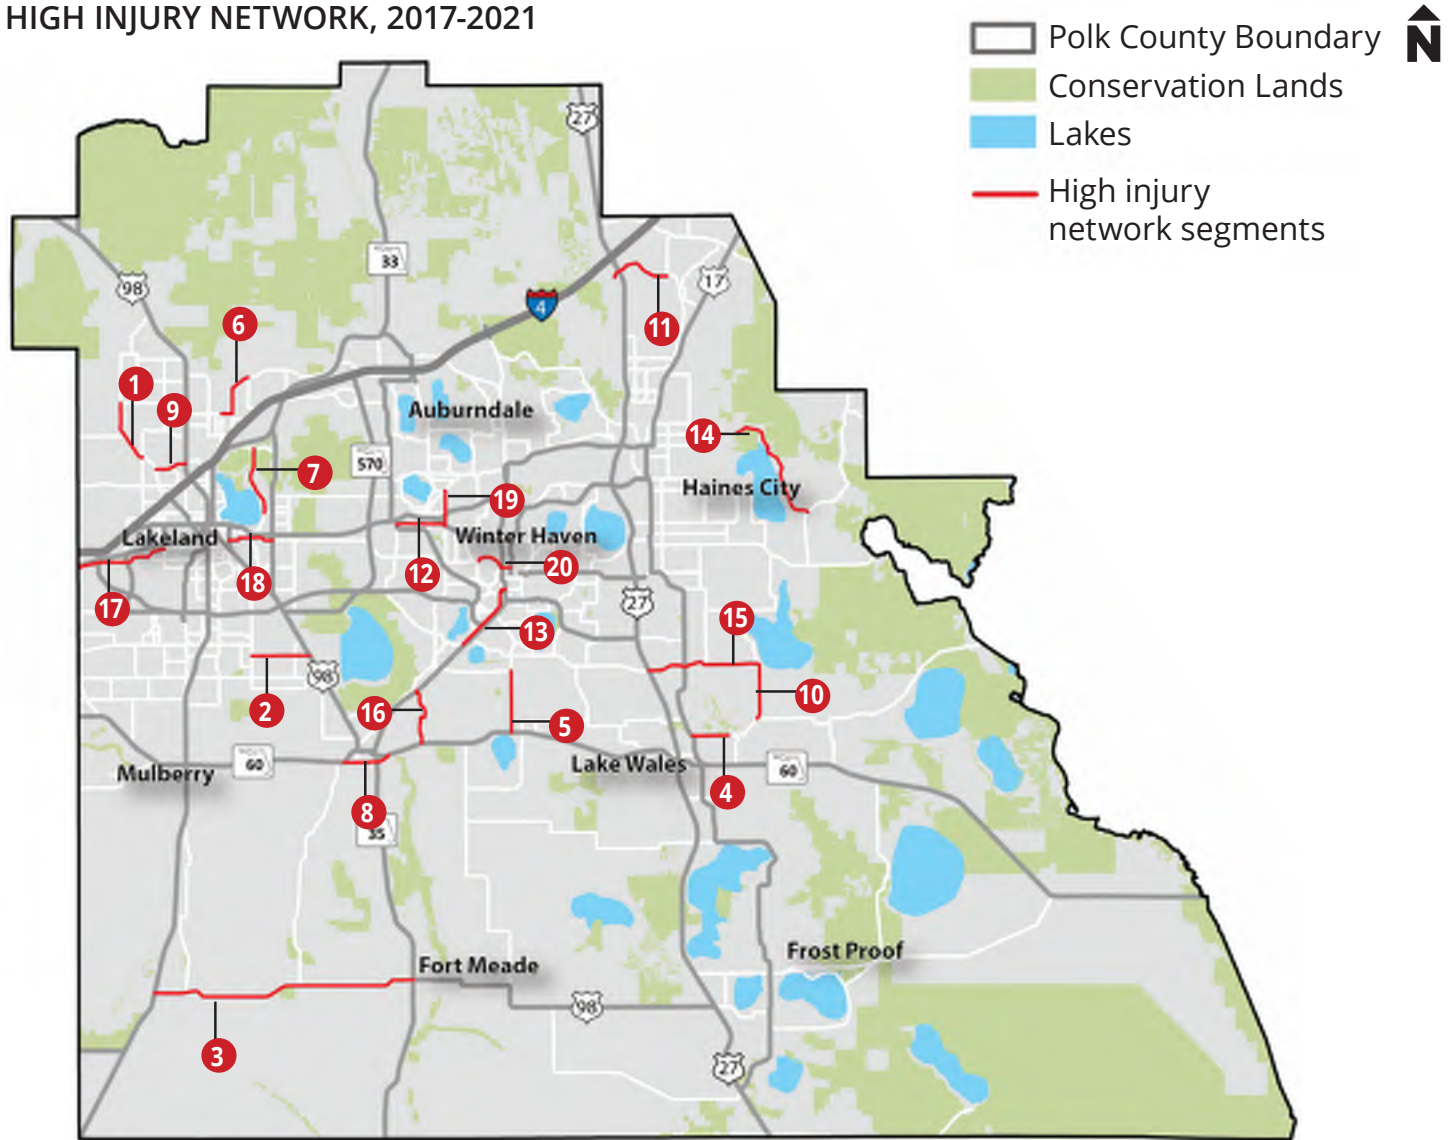 HIGH INJURY NETWORK, 2017-2021
Polk County Boundary
N
Conservation Lands
Lakes
High injury
network segments
27
33
98
17
4
6
11
1
9
Auburndale
14
570
7
Haines City
19
Lakeland
Winter Haven
12
20
18
17
27
15
13
98
10
2
16
5
60
Mulberry
Lake Wales
60
4
8
35
Frost Proof
Fort Meade
98
3
27